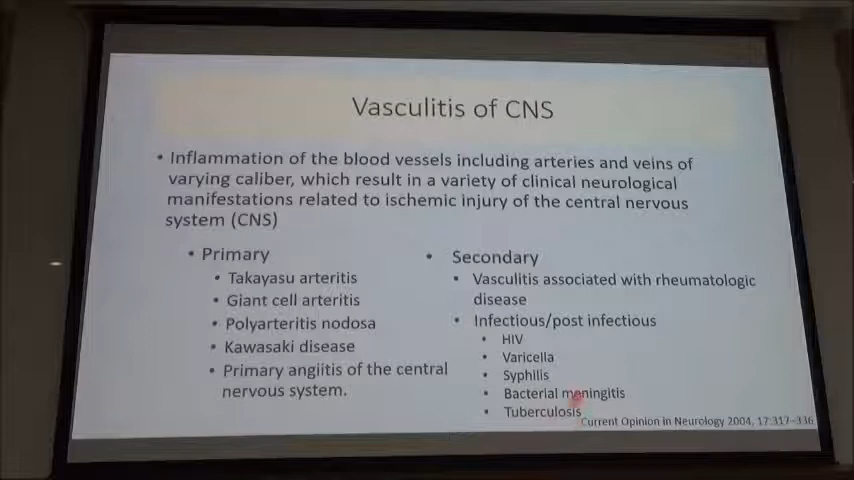 Vasculitis of CNS
• Inflammation of the blood vessels including arteries and veins of
varying caliber, which result in a variety of clinical neurological
manifestations related to ischemic injury of the central nervous
system (CNS)
• Primary
• Takayasu arteritis
• Giant cell arteritis
• Polyarteritis nodosa
• Kawasaki disease
• Primary angiitis of the central
nervous system.
• Secondary
• Vasculitis associated with rheumatologic
disease
• Infectious/post infectious
• HIV
• Varicella
• Syphilis
• Bacterial meningitis
• Tuberculosis
Current Opinion in Neurology 2004, 17:317–336